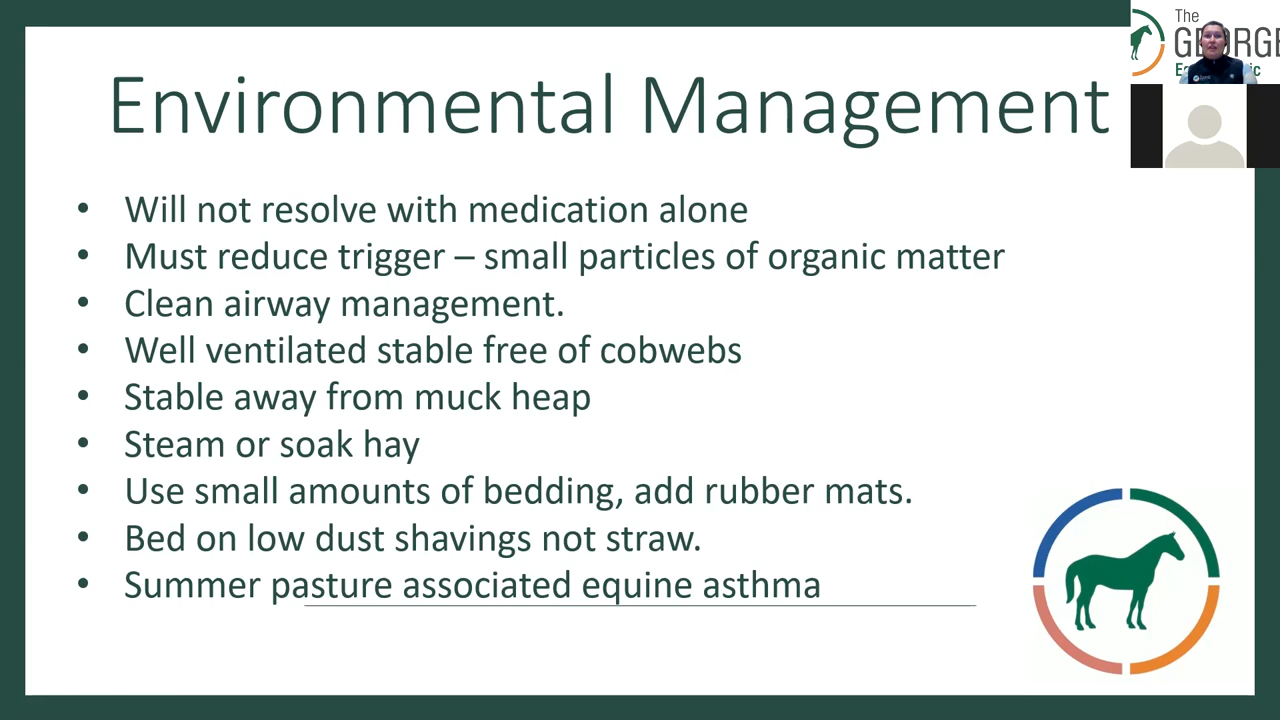 The
GEORGE
Environmental Management
• Will not resolve with medication alone
• Must reduce trigger – small particles of organic matter
• Clean airway management.
• Well ventilated stable free of cobwebs
• Stable away from muck heap
• Steam or soak hay
• Use small amounts of bedding, add rubber mats.
• Bed on low dust shavings not straw.
• Summer pasture associated equine asthma